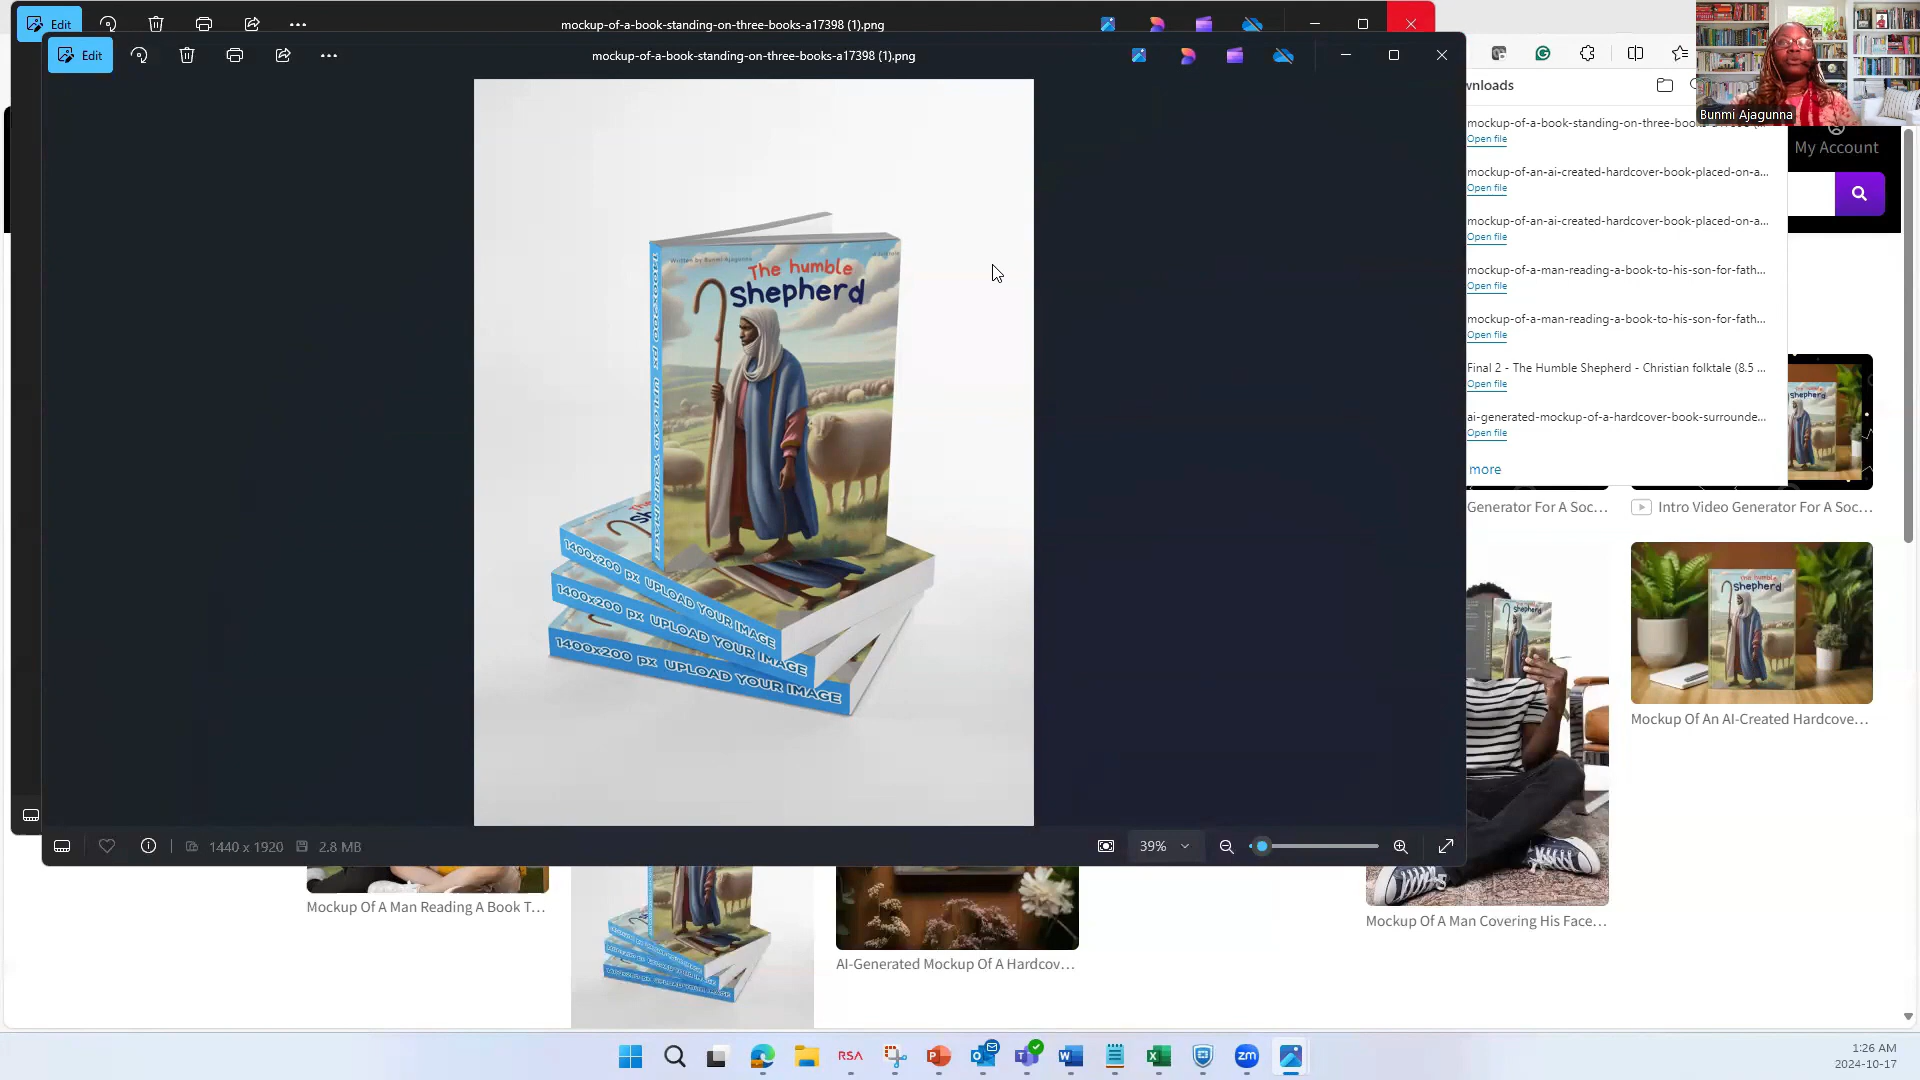 Edit
mockup-of-a-book-standing-on-three-books-a17398 (1).png
Edit
mockup-of-a-book-standing-on-three-books-a17398 (1).png
Bunmi Ajagunna
wnloads
mockup-of-a-book-standing-on-three-book
Open file
mockup-of-an-ai-created-hardcover-book-placed-on-a...
Open file
mockup-of-an-ai-created-hardcover-book-placed-on-a...
Open file
mockup-of-a-man-reading-a-book-to-his-son-for-fath...
Open file
mockup-of-a-man-reading-a-book-to-his-son-for-fath...
Open file
Final 2 - The Humble Shepherd - Christian folktale (8.5 ...
Open file
ai-generated-mockup-of-a-hardcover-book-surrounde...
Open file
more
My Account
Written by Bunmi Ajagunna
The humble
Shepherd
1400x200 px UPLOAD YOUR IMAGE
1400x200 px UPLOAD YOUR IMAGE
1400x200 px UPLOAD YOUR IMAGE
1400x200 px UPLOAD YOUR IMAGE
Generator For A Soc...
Intro Video Generator For A Soc...
The humble
Shepherd
Mockup Of An AI-Created Hardcove...
1440 x 1920
2.8 MB
39%
Mockup Of A Man Reading A Book T...
AI-Generated Mockup Of A Hardcov...
Mockup Of A Man Covering His Face...
RSA
zm
1:26 AM
2024-10-17